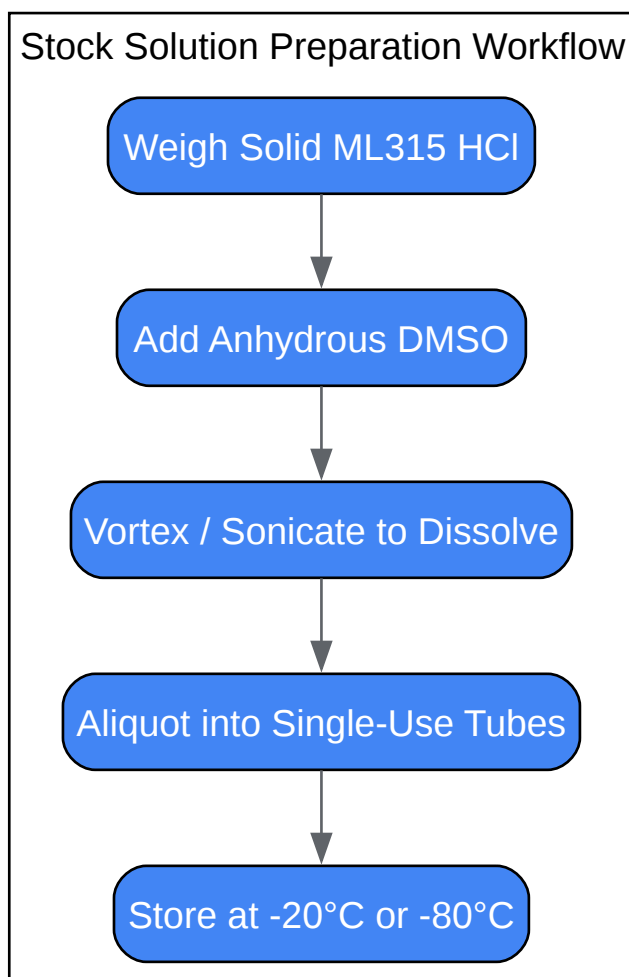 Stock Solution Preparation Workflow
Weigh Solid ML315 HCl
Add Anhydrous DMSO
Vortex / Sonicate to Dissolve
Aliquot into Single-Use Tubes
Store at -20°C or -80°C